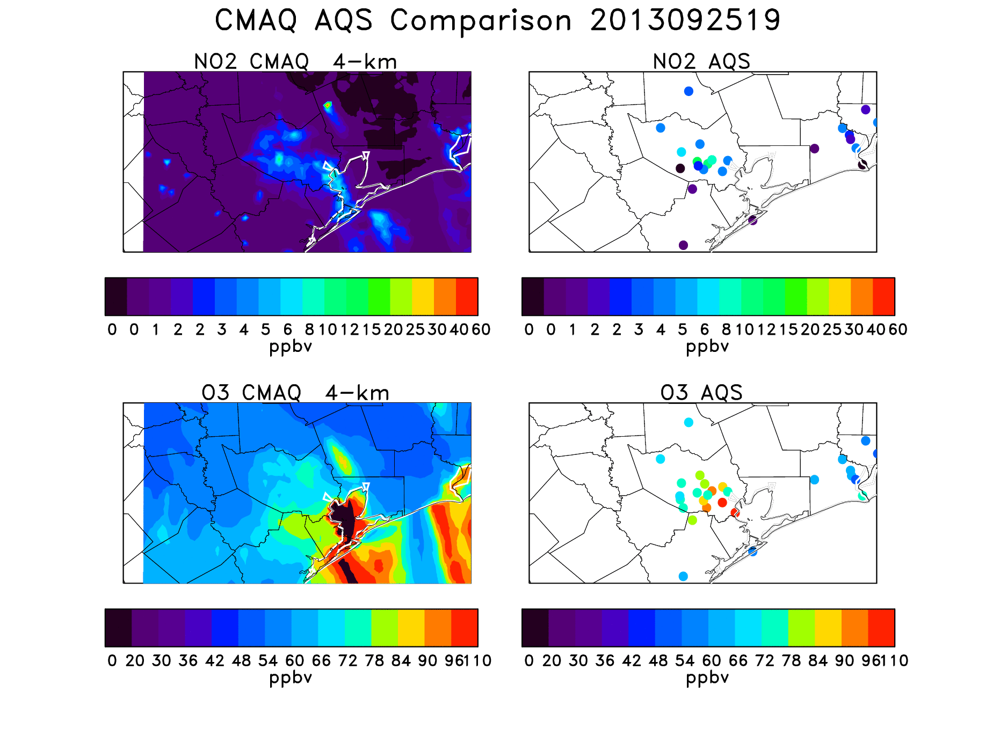 CMAQ AQS Comparison 2013092519
NO2 CMAQ 4-km
NO2 AQS
0 0 1 2 2 3 4 5 6 8 10 12 15 20 25 30 40 60
ppbv
0 0 1 2 2 3 4 5 6 8 10 12 15 20 25 30 40 60
ppbv
O3 CMAQ 4-km
O3 AQS
0 20 30 36 42 48 54 60 66 72 78 84 90 96 110
ppbv
0 20 30 36 42 48 54 60 66 72 78 84 90 96 110
ppbv